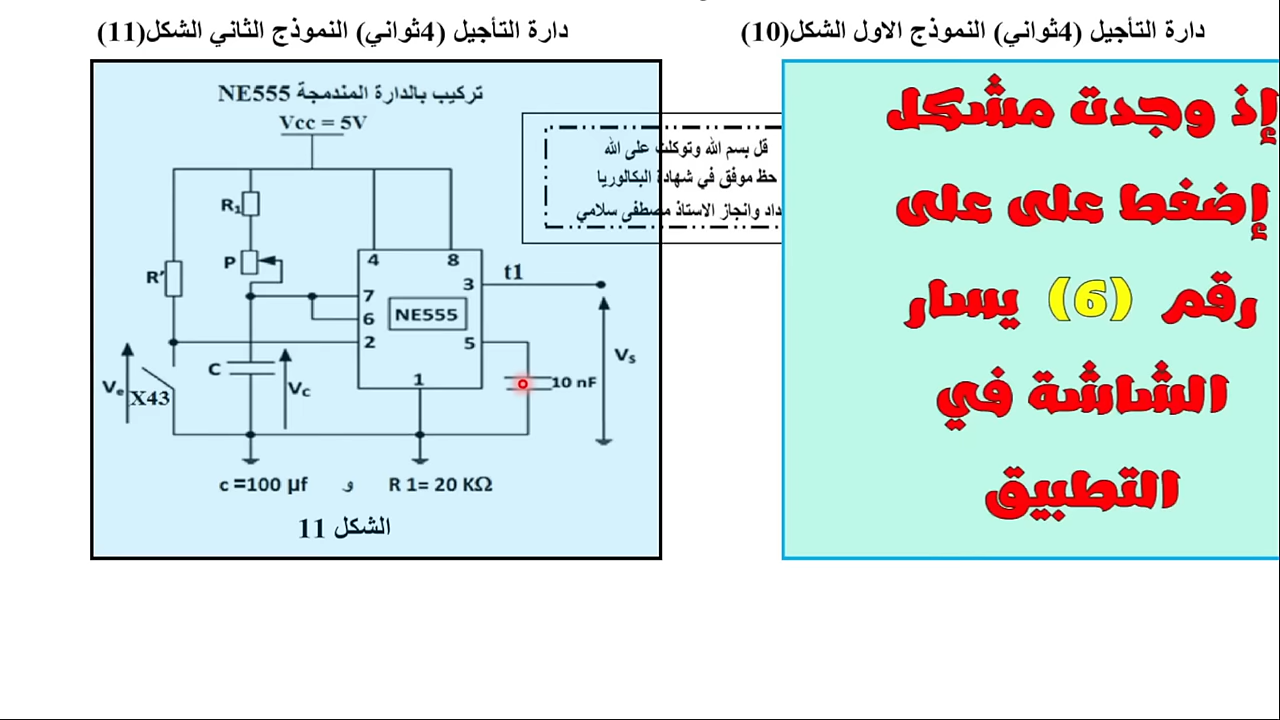 دارة التأجيل (4ثواني) النموذج الاول الشكل(10)
دارة التأجيل (4ثواني) النموذج الثاني الشكل(11)
إذ وجدت مشكل
إضغط على على
رقم (6) يسار
الشاشة في
التطبيق
قل بسم الله وتوكلت على الله
حظ موفق في شهادة البكالوريا
داد وانجاز الاستاذ مصطفى سلامي
تركيب بالدارة المندمجة NE555
Vcc = 5V
R1
P
R'
4
8
3
t1
7
6
NE555
2
5
C
1
Ve
X43
Vc
10 nF
Vs
c =100 µf و R 1= 20 KΩ
الشكل 11